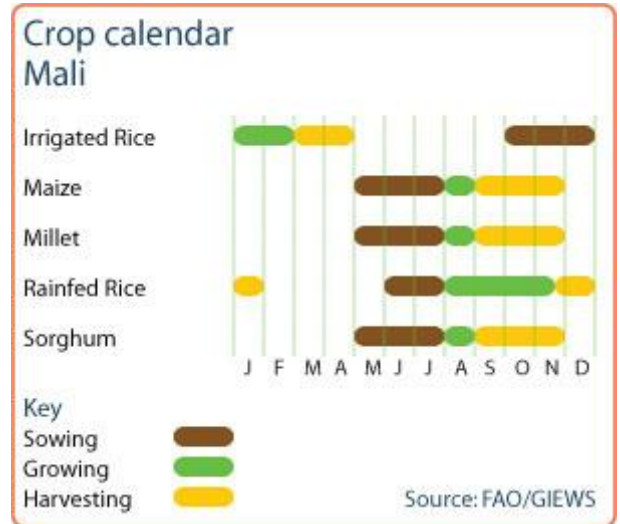 Crop calendar
Mali
Irrigated Rice
Maize
Millet
Rainfed Rice
Sorghum
J F M A M J J A S O N D
Key
Sowing
Growing
Harvesting
Source: FAO/GIEWS